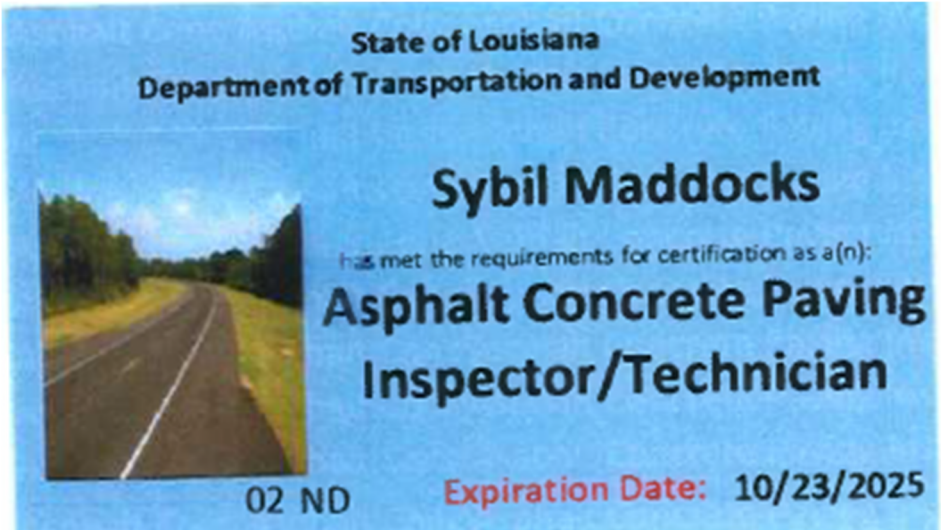 State of Louisiana
Department of Transportation and Development
Sybil Maddocks
has met the requirements for certification as a(n):
Asphalt Concrete Paving
Inspector/Technician
02 ND
Expiration Date: 10/23/2025